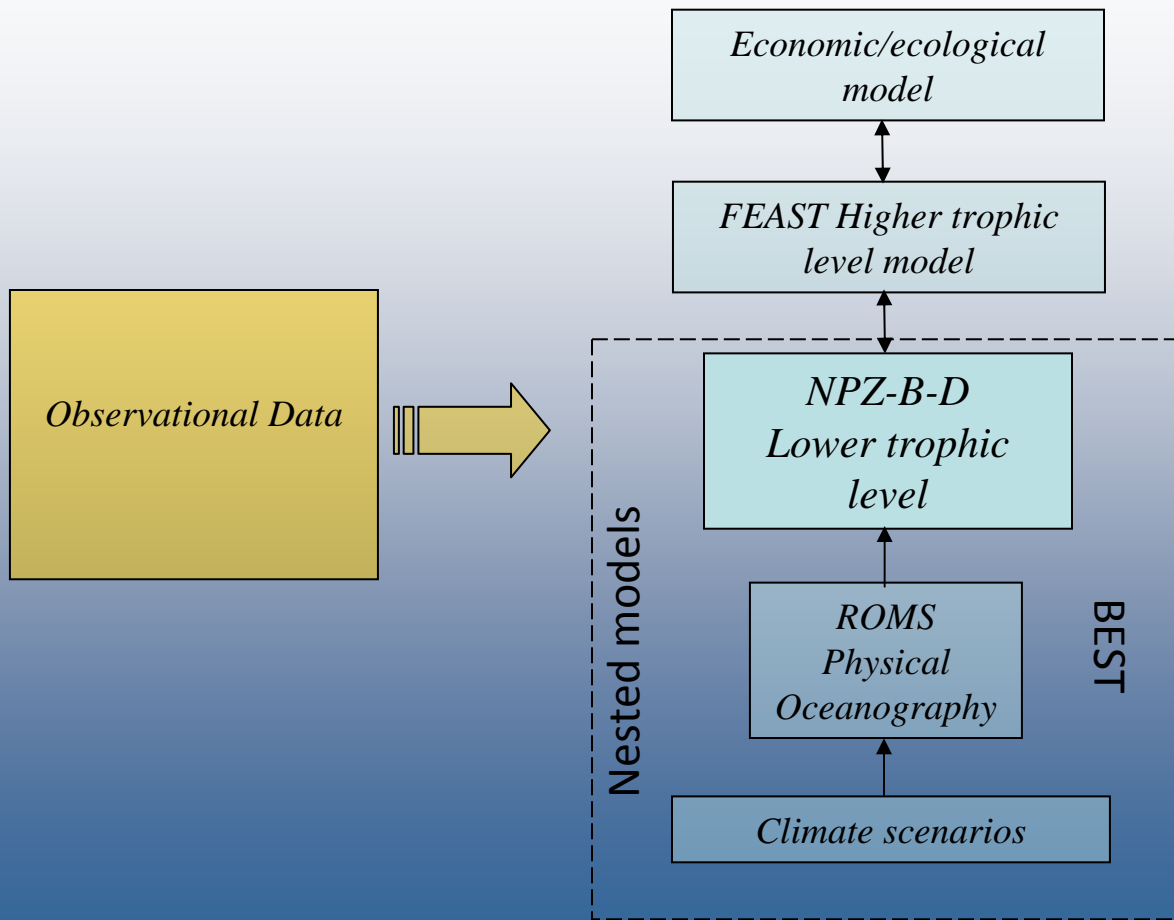 Economic/ecological
model
FEAST Higher trophic
level model
Observational Data
NPZ-B-D
Lower trophic
level
Nested models
BEST
ROMS
Physical
Oceanography
Climate scenarios